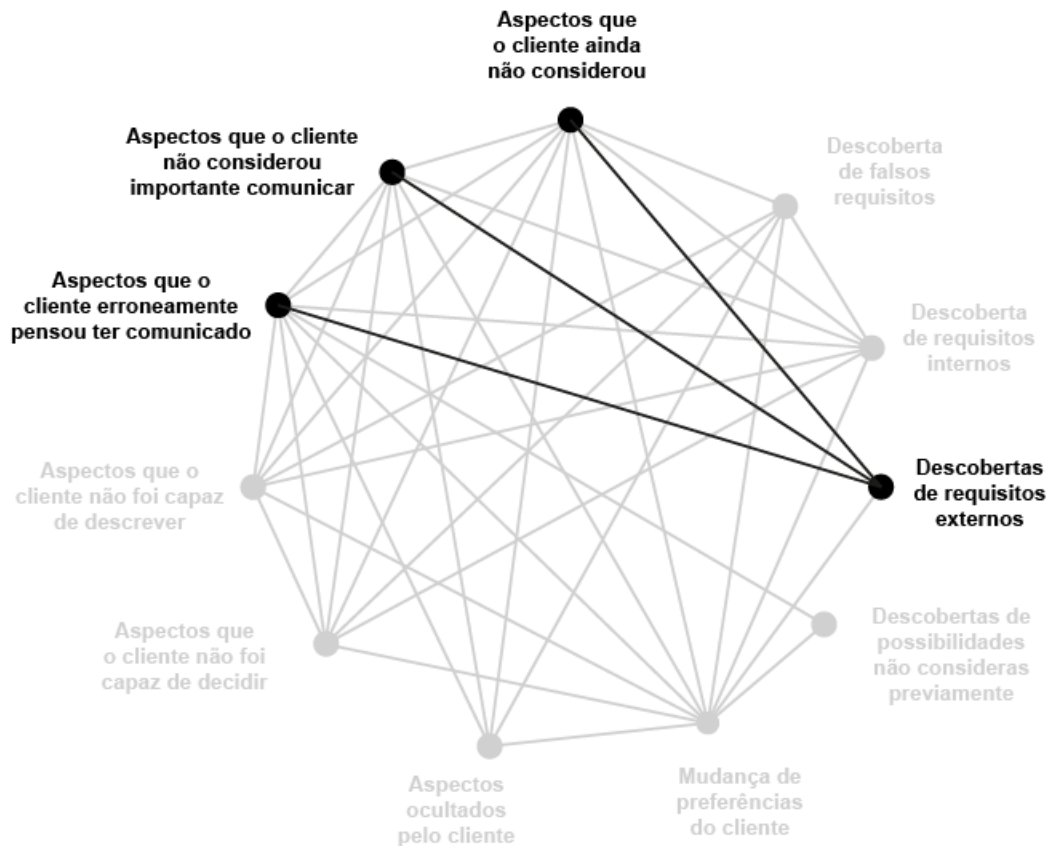 Aspectos que
o cliente ainda
não considerou
Aspectos que o cliente
não considerou
importante comunicar
Descoberta
de falsos
requisitos
Aspectos que o
cliente erroneamente
pensou ter comunicado
Descoberta
de requisitos
internos
Aspectos que o
cliente não foi capaz
de descrever
Descobertas
de requisitos
externos
Aspectos que
o cliente não foi
capaz de decidir
Descobertas de
possibilidades
não consideras
previamente
Aspectos
ocultados
pelo cliente
Mudança de
preferências
do cliente